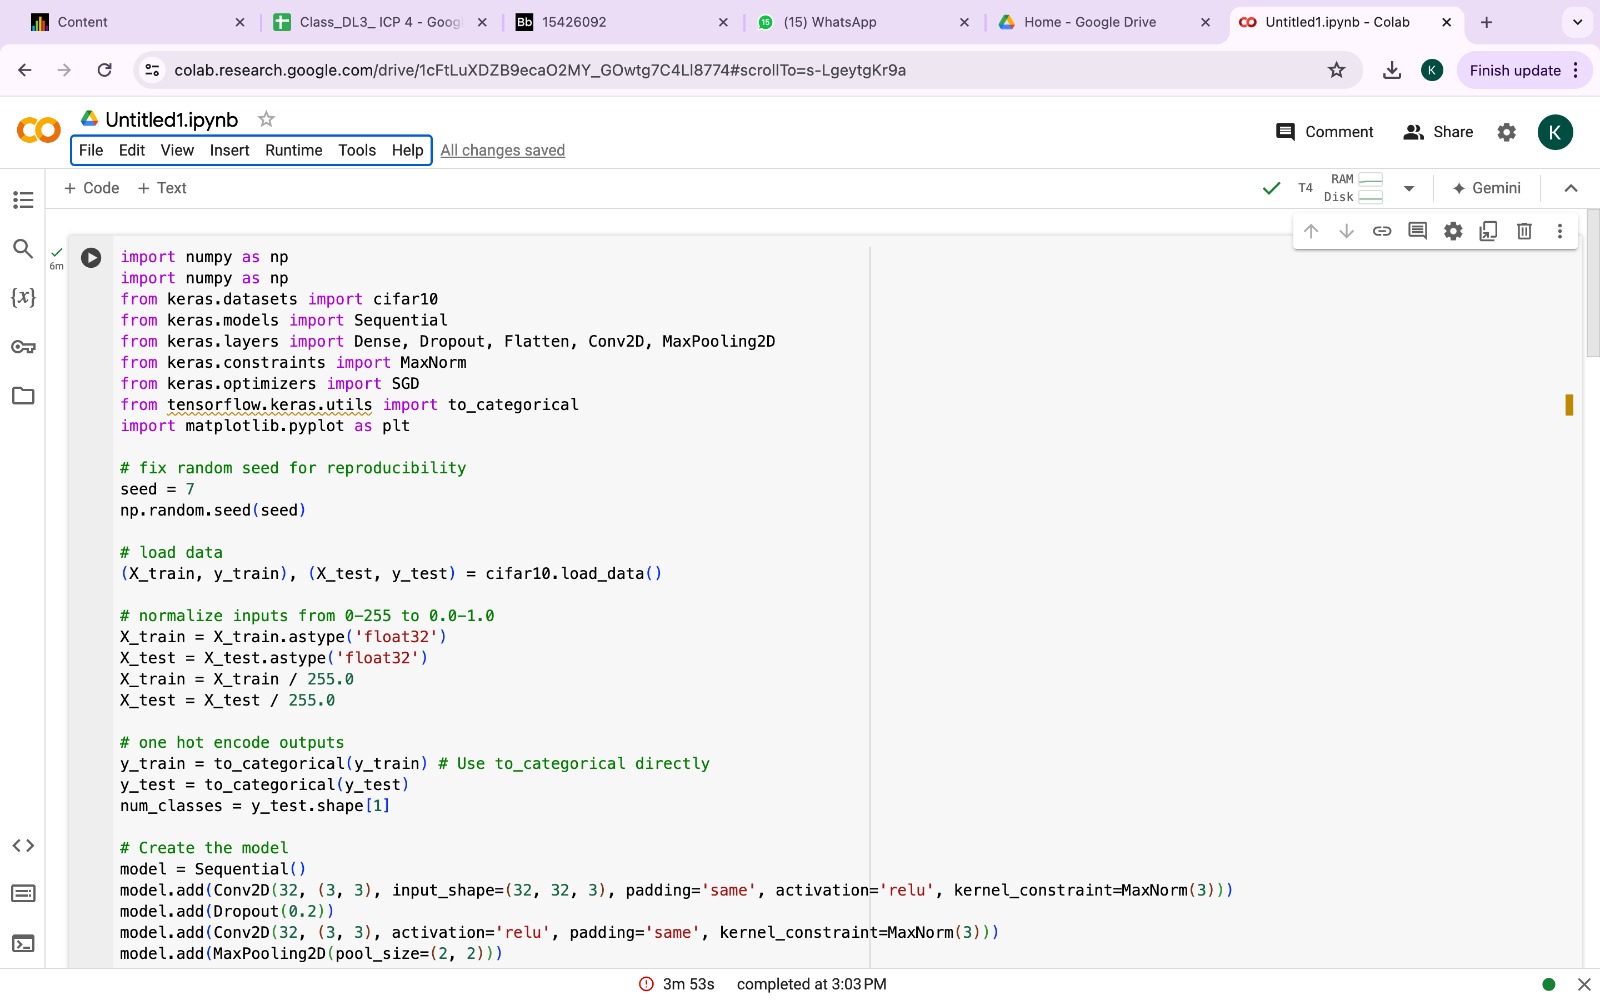 Content
Class_DL3_ ICP 4 - Goog
Bb 15426092
15 (15) WhatsApp
Home - Google Drive
Untitled1.ipynb - Colab
colab.research.google.com/drive/1cFtLuXDZB9ecaO2MY_GOwtg7C4Ll8774#scrollTo=s-LgeytgKr9a
K
Finish update
Untitled1.ipynb
File Edit View Insert Runtime Tools Help All changes saved
Comment Share K
+ Code + Text
T4 RAM Disk Gemini
6m
import numpy as np
import numpy as np
from keras.datasets import cifar10
from keras.models import Sequential
from keras.layers import Dense, Dropout, Flatten, Conv2D, MaxPooling2D
from keras.constraints import MaxNorm
from keras.optimizers import SGD
from tensorflow.keras.utils import to_categorical
import matplotlib.pyplot as plt
# fix random seed for reproducibility
seed = 7
np.random.seed(seed)
# load data
(X_train, y_train), (X_test, y_test) = cifar10.load_data()
# normalize inputs from 0-255 to 0.0-1.0
X_train = X_train.astype('float32')
X_test = X_test.astype('float32')
X_train = X_train / 255.0
X_test = X_test / 255.0
# one hot encode outputs
y_train = to_categorical(y_train) # Use to_categorical directly
y_test = to_categorical(y_test)
num_classes = y_test.shape[1]
# Create the model
model = Sequential()
model.add(Conv2D(32, (3, 3), input_shape=(32, 32, 3), padding='same', activation='relu', kernel_constraint=MaxNorm(3)))
model.add(Dropout(0.2))
model.add(Conv2D(32, (3, 3), activation='relu', padding='same', kernel_constraint=MaxNorm(3)))
model.add(MaxPooling2D(pool_size=(2, 2)))
3m 53s completed at 3:03 PM